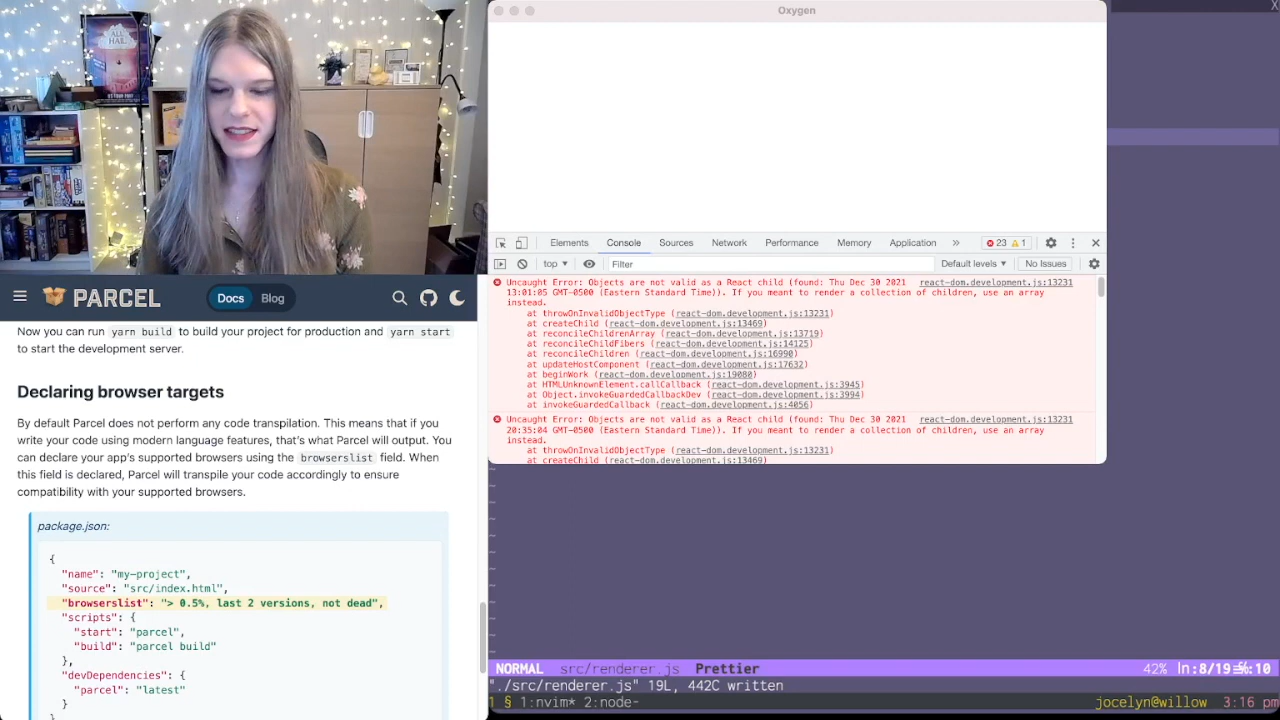 ALL
HAIL
Oxygen
X
Elements
Console
Sources
Network
Performance
Memory
Application
»
23
1
top ▾
Filter
Default levels ▾
No Issues
Uncaught Error: Objects are not valid as a React child (found: Thu Dec 30 2021 react-dom.development.js:13231
13:01:05 GMT-0500 (Eastern Standard Time)). If you meant to render a collection of children, use an array
instead.
at throwOnInvalidObjectType (react-dom.development.js:13231)
at createChild (react-dom.development.js:13469)
at reconcileChildrenArray (react-dom.development.js:13719)
at reconcileChildFibers (react-dom.development.js:14125)
at reconcileChildren (react-dom.development.js:16990)
at updateHostComponent (react-dom.development.js:17632)
at beginWork (react-dom.development.js:19080)
at HTMLUnknownElement.callCallback (react-dom.development.js:3945)
at Object.invokeGuardedCallbackDev (react-dom.development.js:3994)
at invokeGuardedCallback (react-dom.development.js:4056)
Uncaught Error: Objects are not valid as a React child (found: Thu Dec 30 2021 react-dom.development.js:13231
20:35:04 GMT-0500 (Eastern Standard Time)). If you meant to render a collection of children, use an array
instead.
at throwOnInvalidObjectType (react-dom.development.js:13231)
at createChild (react-dom.development.js:13469)
PARCEL
Docs
Blog
Now you can run yarn build to build your project for production and yarn start
to start the development server.
Declaring browser targets
By default Parcel does not perform any code transpilation. This means that if you
write your code using modern language features, that's what Parcel will output. You
can declare your app's supported browsers using the browserslist field. When
this field is declared, Parcel will transpile your code accordingly to ensure
compatibility with your supported browsers.
package.json:
{
"name": "my-project",
"source": "src/index.html",
"browserslist": "> 0.5%, last 2 versions, not dead",
"scripts": {
"start": "parcel",
"build": "parcel build"
},
"devDependencies": {
"parcel": "latest"
}
}
NORMAL src/renderer.js Prettier 42% ln:8/19
"./src/renderer.js" 19L, 442C written
1 § 1:nvim* 2:node- jocelyn@willow 3:16 pm